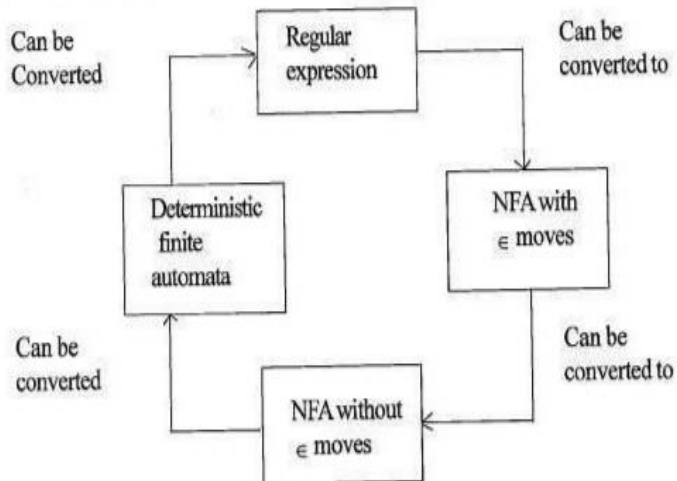 Can be
Converted
Regular
expression
Can be
converted to
Deterministic
finite
automata
NFA with
∈ moves
Can be
converted
Can be
converted to
NFA without
∈ moves